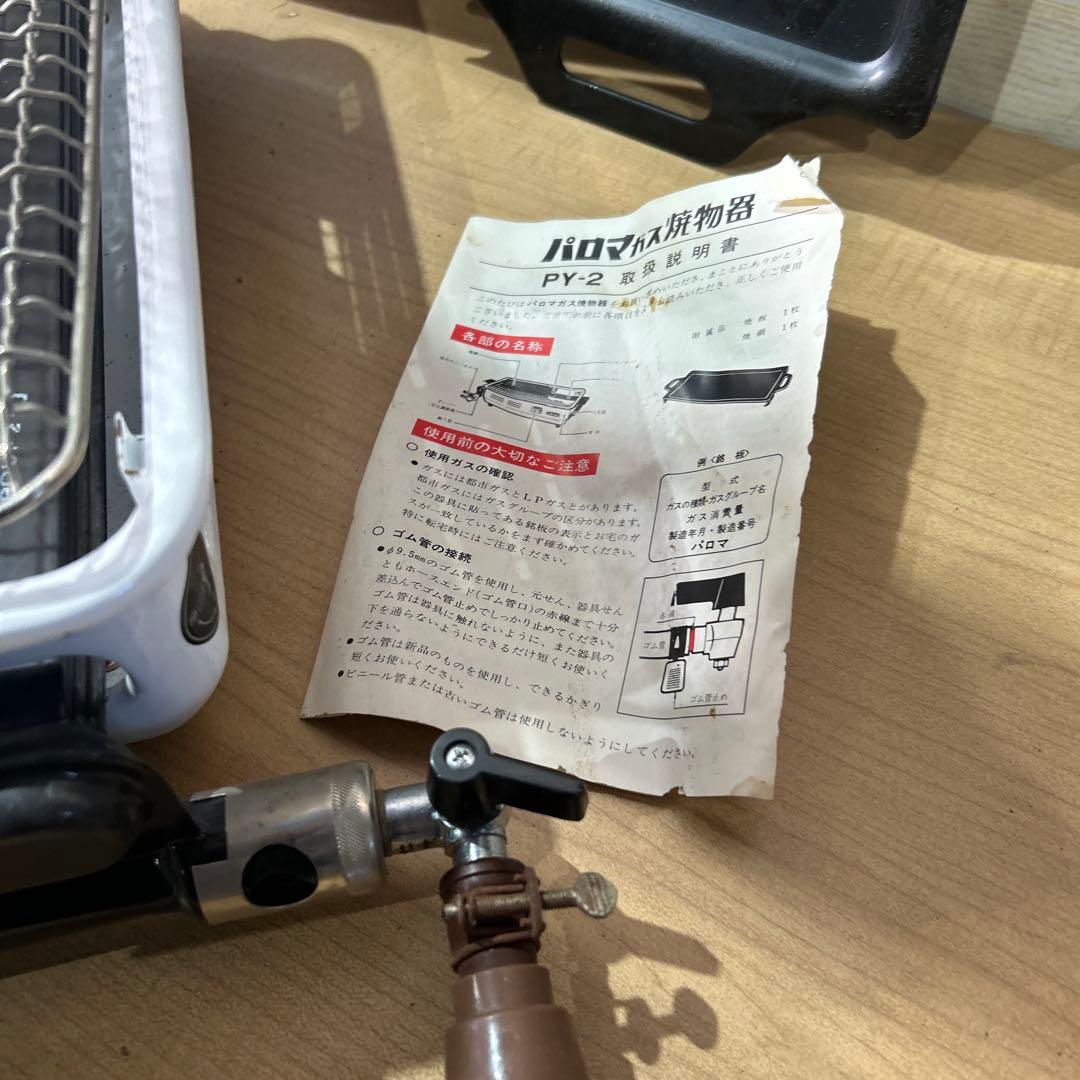 パロマガス焼物器
PY-2 取扱説明書
このたびはパロマガス焼物器をお買い求めいただき、まことにありがとう
ございました。ご使用の前に各項目をよくお読みいただき、正しくご使用
ください。
附属品 焼板 1枚
焼網 1枚
各部の名称
使用前の大切なご注意
○ 使用ガスの確認
●ガスには都市ガスとLPガスとがあります。
都市ガスにはガスグループの区分があります。
この器具に貼ってある銘板の表示とお宅のガ
スが一致しているかをまず確かめてください。
特に転宅時にはご注意ください。
例〈銘板〉
型式
ガスの種類・ガスグループ名
ガス消費量
製造年月・製造番号
パロマ
○ ゴム管の接続
●φ9.5mmのゴム管を使用し、元せん、器具せん
ともホースエンド(ゴム管口)の赤線まで十分
差込んでゴム管止めでしっかり止めてください。
ゴム管は器具に触れないように、また器具の
下を通らないようにできるだけ短くお使いく
ださい。
●ゴム管は新品のものを使用し、できるかぎり
短くお使いください。
●ビニール管または古いゴム管は使用しないようにしてください。
赤線
ゴム管
ゴム管止め